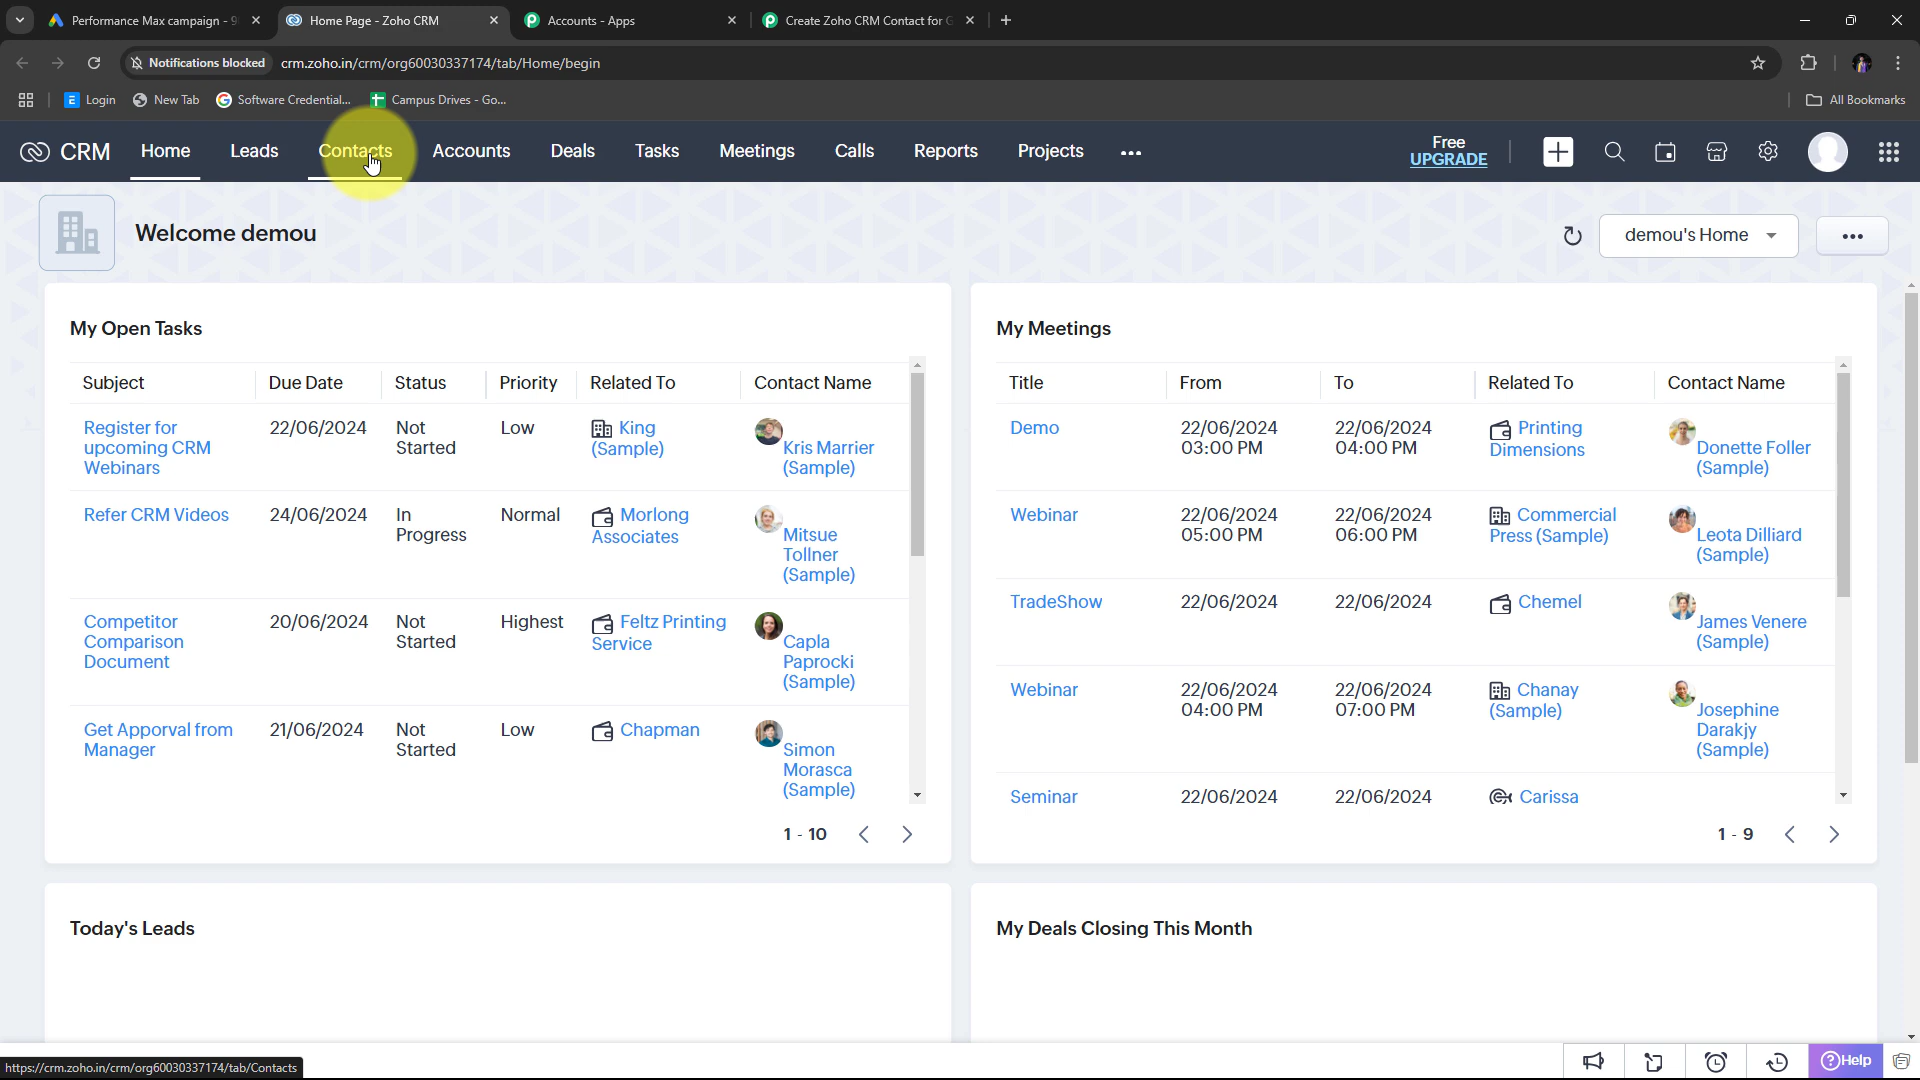 Performance Max campaign - 9
Home Page - Zoho CRM
Accounts - Apps
Create Zoho CRM Contact for G
Notifications blocked
crm.zoho.in/crm/org60030337174/tab/Home/begin
Login
New Tab
Software Credential...
Campus Drives - Go...
All Bookmarks
CRM
Home
Leads
Contacts
Accounts
Deals
Tasks
Meetings
Calls
Reports
Projects
Free
UPGRADE
Welcome demou
demou's Home
My Open Tasks
Subject Due Date Status Priority Related To Contact Name
Register for upcoming CRM Webinars 22/06/2024 Not Started Low King (Sample) Kris Marrier (Sample)
Refer CRM Videos 24/06/2024 In Progress Normal Morlong Associates Mitsue Tollner (Sample)
Competitor Comparison Document 20/06/2024 Not Started Highest Feltz Printing Service Capla Paprocki (Sample)
Get Apporval from Manager 21/06/2024 Not Started Low Chapman Simon Morasca (Sample)
1 - 10
My Meetings
Title From To Related To Contact Name
Demo 22/06/2024 03:00 PM 22/06/2024 04:00 PM Printing Dimensions Donette Foller (Sample)
Webinar 22/06/2024 05:00 PM 22/06/2024 06:00 PM Commercial Press (Sample) Leota Dilliard (Sample)
TradeShow 22/06/2024 22/06/2024 Chemel James Venere (Sample)
Webinar 22/06/2024 04:00 PM 22/06/2024 07:00 PM Chanay (Sample) Josephine Darakjy (Sample)
Seminar 22/06/2024 22/06/2024 Carissa
1 - 9
Today's Leads
My Deals Closing This Month
https://crm.zoho.in/crm/org60030337174/tab/Contacts
Help